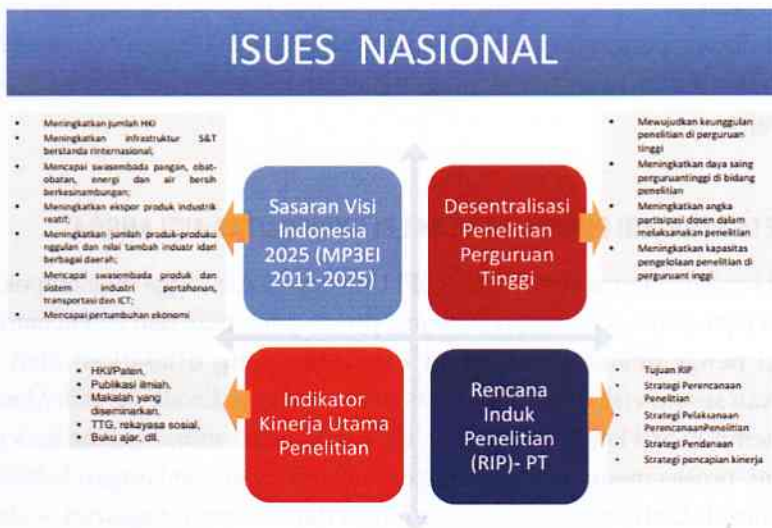 ISUES NASIONAL
• Meningkatkan jumlah HKI
• Meningkatkan infrastruktur S&T
berstanda rinternasional;
• Mencapai swasembada pangan, obat-
obatan, energi dan air bersih
berkesinambungan;
• Meningkatkan ekspor produk industrik
reatif;
• Meningkatkan jumlah produk-produku
nggulan dan nilai tambah industr idari
berbagai daerah;
• Mencapai swasembada produk dan
sistem industri pertahanan,
transportasi dan ICT;
• Mencapai pertumbuhan ekonomi
Sasaran Visi
Indonesia
2025 (MP3EI
2011-2025)
Desentralisasi
Penelitian
Perguruan
Tinggi
• Mewujudkan keunggulan
penelitian di perguruan
tinggi
• Meningkatkan daya saing
perguruantinggi di bidang
penelitian
• Meningkatkan angka
partisipasi dosen dalam
melaksanakan penelitian
• Meningkatkan kapasitas
pengelolaan penelitian di
perguruant inggi
• HKI/Paten,
• Publikasi ilmiah,
• Makalah yang
diseminarkan,
• TTG, rekayasa sosial,
• Buku ajar, dll.
Indikator
Kinerja Utama
Penelitian
Rencana
Induk
Penelitian
(RIP)- PT
Tujuan RIP
• Strategi Perencanaan
Penelitian
• Strategi Pelaksanaan
PerencanaanPenelitian
• Strategi Pendanaan
• Strategi pencapian kinerja